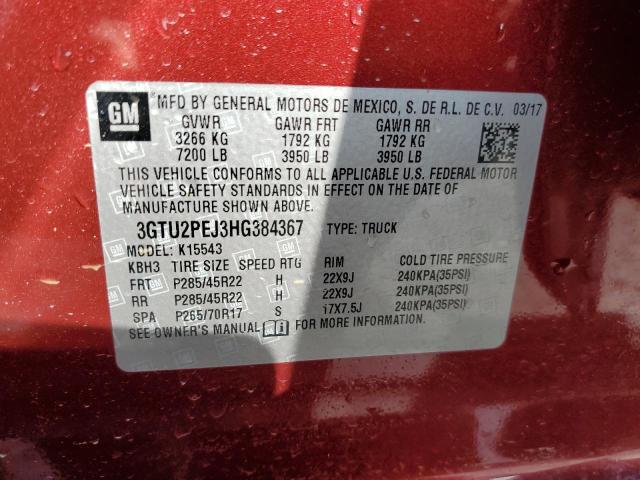 GM
MFD BY GENERAL MOTORS DE MEXICO, S. DE R.L. DE C.V. 03/17
GVWR GAWR FRT GAWR RR
3266 KG 1792 KG 1792 KG
7200 LB 3950 LB 3950 LB
THIS VEHICLE CONFORMS TO ALL APPLICABLE U.S. FEDERAL MOTOR
VEHICLE SAFETY STANDARDS IN EFFECT ON THE DATE OF
MANUFACTURE SHOWN ABOVE.
3GTU2PEJ3HG384367 TYPE: TRUCK
MODEL: K15543
KBH3 TIRE SIZE SPEED RTG RIM COLD TIRE PRESSURE
FRT P285/45R22 H 22X9J 240KPA(35PSI)
RR P285/45R22 H 22X9J 240KPA(35PSI)
SPA P265/70R17 S 17X7.5J 240KPA(35PSI)
SEE OWNER'S MANUAL FOR MORE INFORMATION.